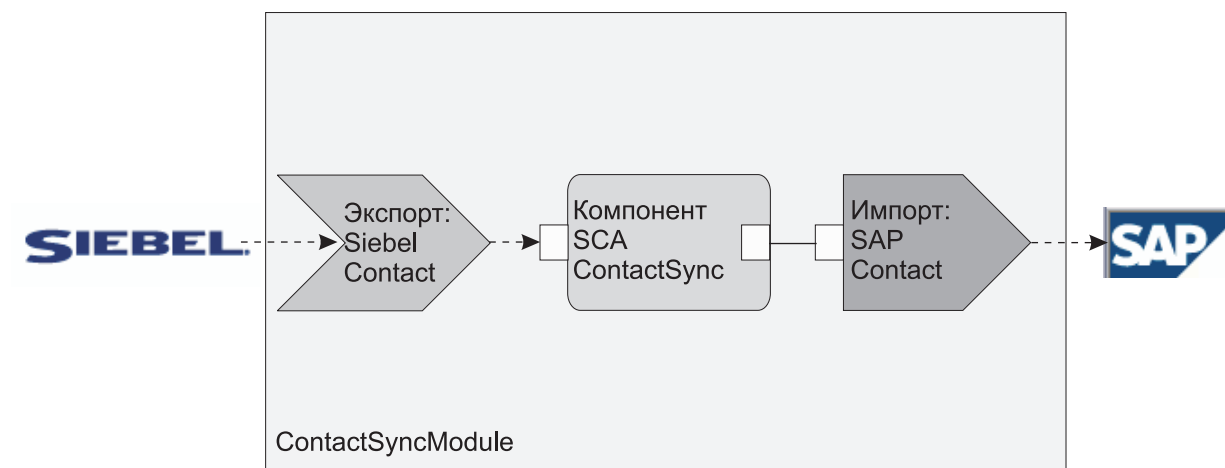 SIEBEL.
Экспорт:
Siebel
Contact
Компонент
SCA
ContactSync
Импорт:
SAP
Contact
SAP
ContactSyncModule